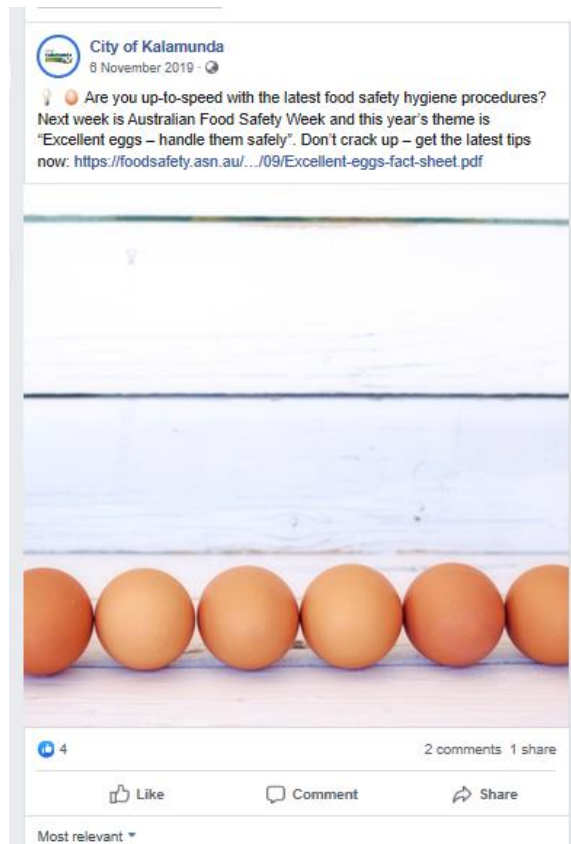 City of Kalamunda
6 November 2019 ·
Are you up-to-speed with the latest food safety hygiene procedures?
Next week is Australian Food Safety Week and this year's theme is
"Excellent eggs – handle them safely". Don't crack up – get the latest tips
now: https://foodsafety.asn.au/.../09/Excellent-eggs-fact-sheet.pdf
4
2 comments 1 share
Like Comment Share
Most relevant